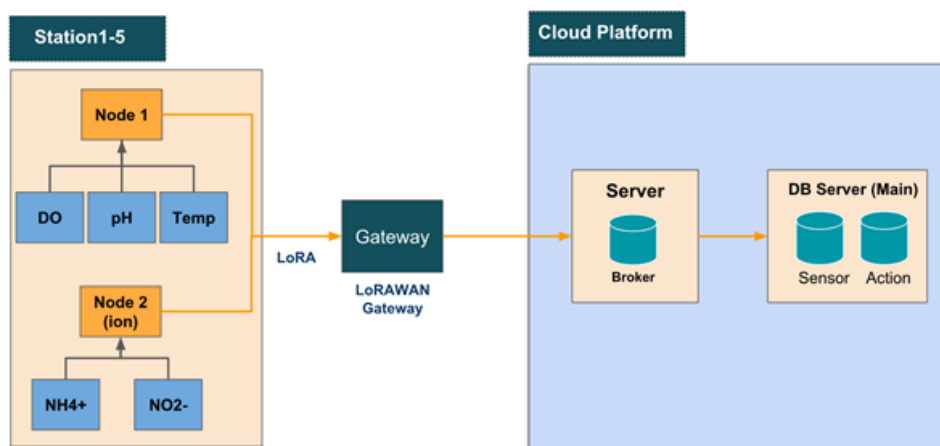 Station1-5
Cloud Platform
Node 1
DO
pH
Temp
Node 2
(ion)
NH4+
NO2-
LoRA
Gateway
LoRAWAN
Gateway
Server
Broker
DB Server (Main)
Sensor
Action